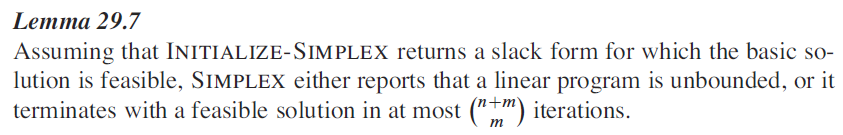 Lemma 29.7
Assuming that INITIALIZE-SIMPLEX returns a slack form for which the basic so-
lution is feasible, SIMPLEX either reports that a linear program is unbounded, or it
terminates with a feasible solution in at most $\binom{n+m}{m}$ iterations.